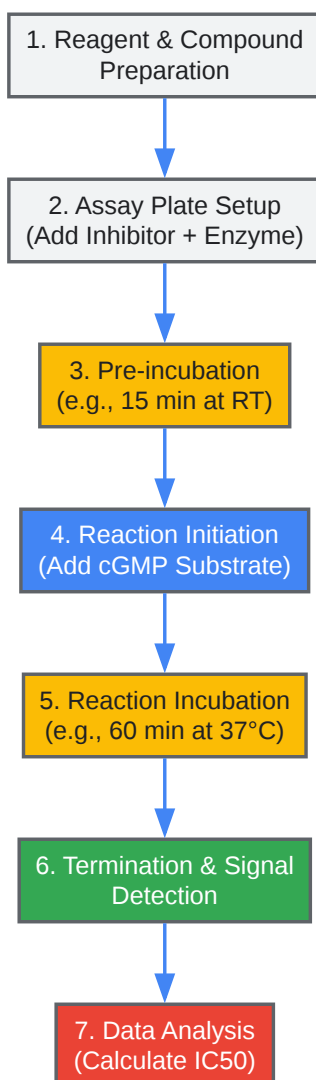 1. Reagent & Compound
Preparation
2. Assay Plate Setup
(Add Inhibitor + Enzyme)
3. Pre-incubation
(e.g., 15 min at RT)
4. Reaction Initiation
(Add cGMP Substrate)
5. Reaction Incubation
(e.g., 60 min at 37°C)
6. Termination & Signal
Detection
7. Data Analysis
(Calculate IC50)